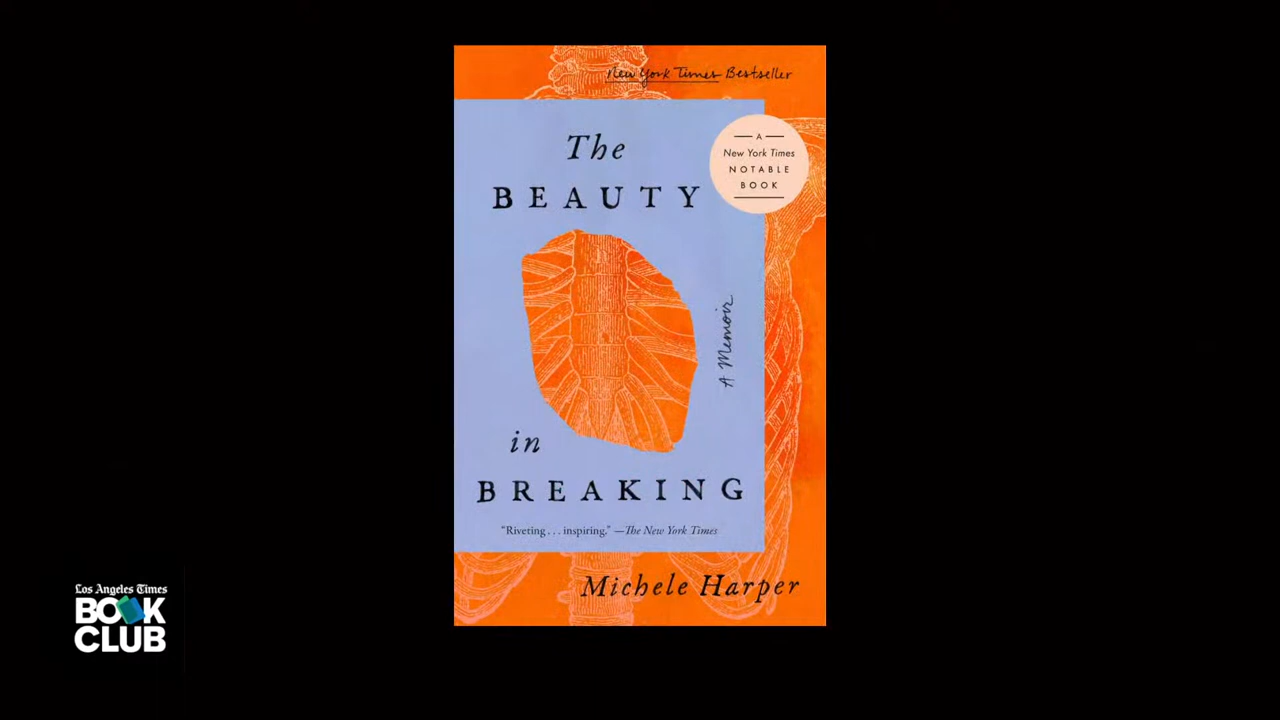 New York Times Bestseller
The
BEAUTY
A
New York Times
NOTABLE
BOOK
A Memoir
in
BREAKING
“Riveting . . . inspiring.” —The New York Times
Michele Harper
Los Angeles Times
BOOK
CLUB